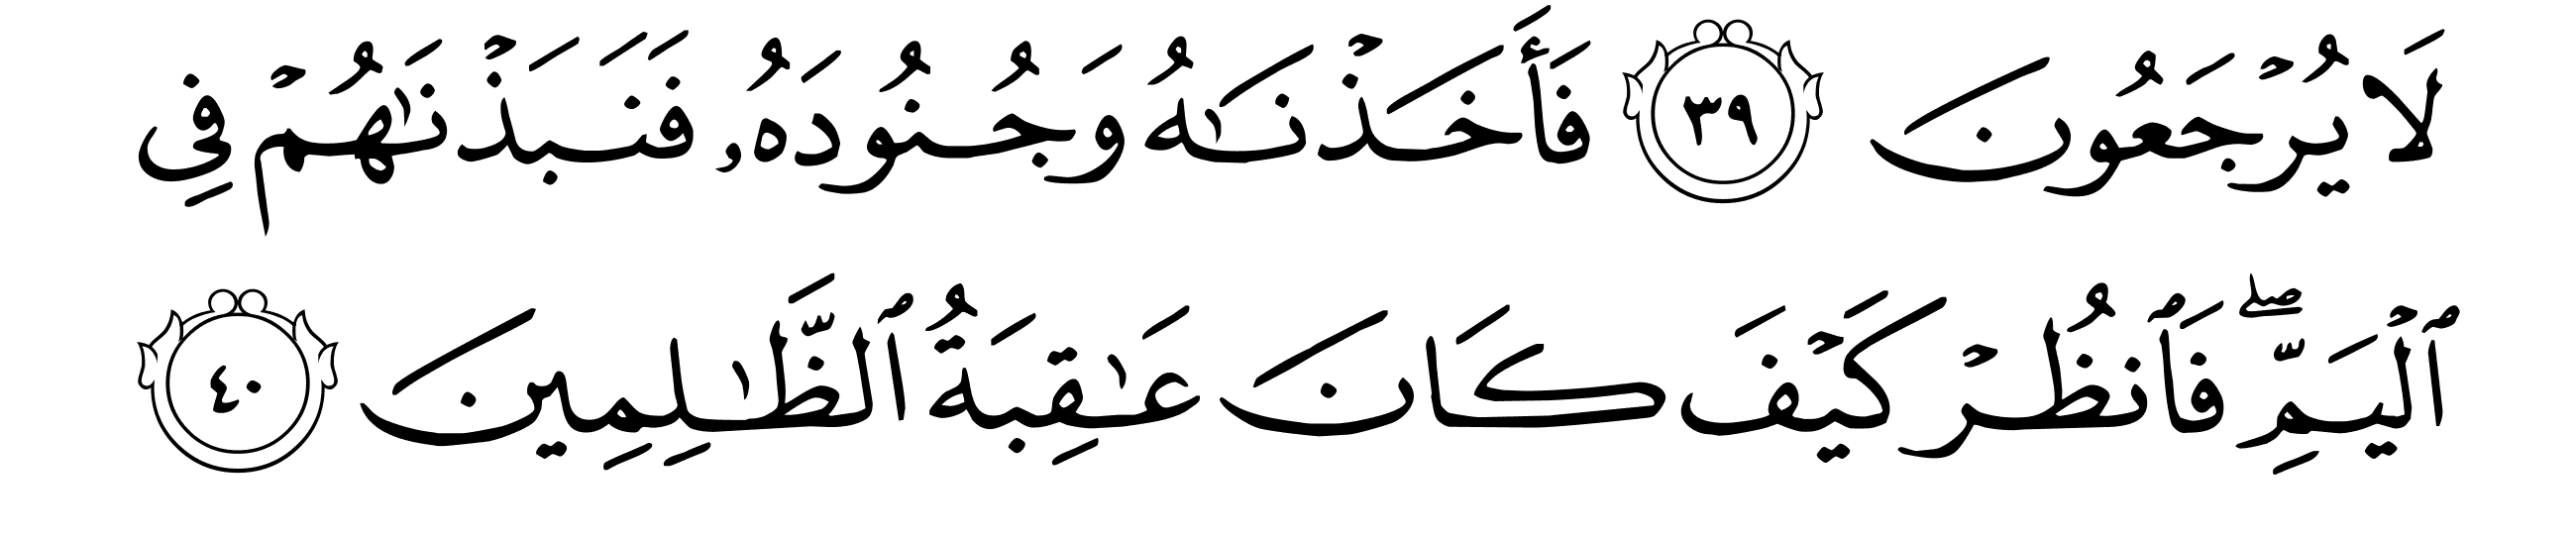 لَا يُرْجَعُونَ ٣٩ فَأَخَذْنَـٰهُ وَجُنُودَهُۥ فَنَبَذْنَـٰهُمْ فِي
ٱلْيَمِّ ۖ فَٱنظُرْ كَيْفَ كَانَ عَـٰقِبَةُ ٱلظَّـٰلِمِينَ ٤٠